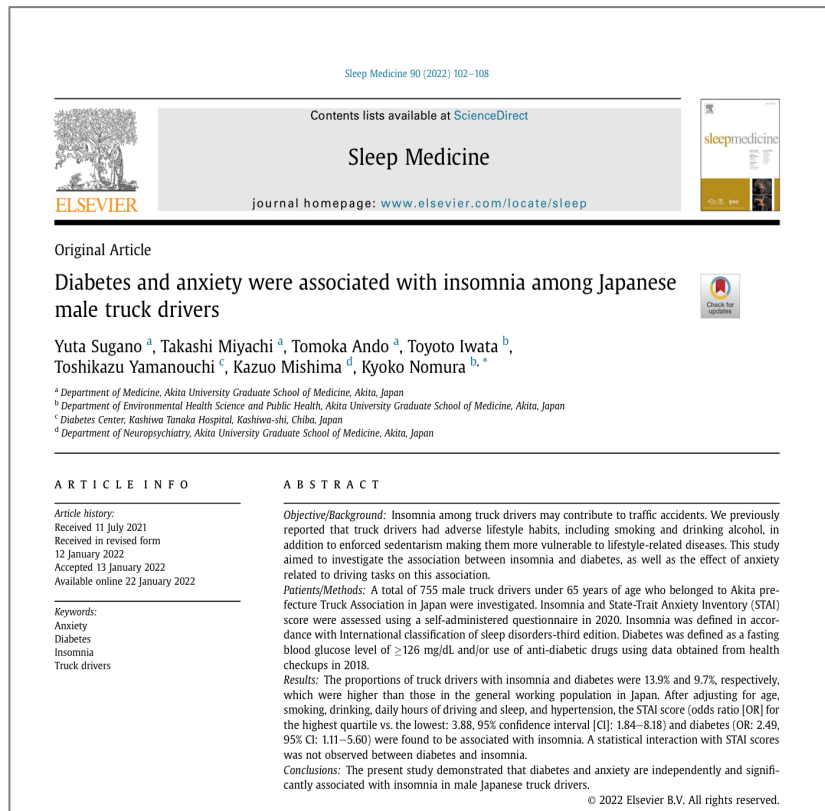 Sleep Medicine 90 (2022) 102–108
Contents lists available at ScienceDirect
Sleep Medicine
journal homepage: www.elsevier.com/locate/sleep
ELSEVIER
sleepmedicine
Original Article
Diabetes and anxiety were associated with insomnia among Japanese
male truck drivers
Check for
updates
Yuta Sugano a, Takashi Miyachi a, Tomoka Ando a, Toyoto Iwata b,
Toshikazu Yamanouchi c, Kazuo Mishima d, Kyoko Nomura b, *
a Department of Medicine, Akita University Graduate School of Medicine, Akita, Japan
b Department of Environmental Health Science and Public Health, Akita University Graduate School of Medicine, Akita, Japan
c Diabetes Center, Kashiwa Tanaka Hospital, Kashiwa-shi, Chiba, Japan
d Department of Neuropsychiatry, Akita University Graduate School of Medicine, Akita, Japan
ARTICLE INFO
Article history:
Received 11 July 2021
Received in revised form
12 January 2022
Accepted 13 January 2022
Available online 22 January 2022
Keywords:
Anxiety
Diabetes
Insomnia
Truck drivers
ABSTRACT
Objective/Background: Insomnia among truck drivers may contribute to traffic accidents. We previously
reported that truck drivers had adverse lifestyle habits, including smoking and drinking alcohol, in
addition to enforced sedentarism making them more vulnerable to lifestyle-related diseases. This study
aimed to investigate the association between insomnia and diabetes, as well as the effect of anxiety
related to driving tasks on this association.
Patients/Methods: A total of 755 male truck drivers under 65 years of age who belonged to Akita pre-
fecture Truck Association in Japan were investigated. Insomnia and State-Trait Anxiety Inventory (STAI)
score were assessed using a self-administered questionnaire in 2020. Insomnia was defined in accor-
dance with International classification of sleep disorders-third edition. Diabetes was defined as a fasting
blood glucose level of ≥126 mg/dL and/or use of anti-diabetic drugs using data obtained from health
checkups in 2018.
Results: The proportions of truck drivers with insomnia and diabetes were 13.9% and 9.7%, respectively,
which were higher than those in the general working population in Japan. After adjusting for age,
smoking, drinking, daily hours of driving and sleep, and hypertension, the STAI score (odds ratio [OR] for
the highest quartile vs. the lowest: 3.88, 95% confidence interval [CI]: 1.84–8.18) and diabetes (OR: 2.49,
95% CI: 1.11–5.60) were found to be associated with insomnia. A statistical interaction with STAI scores
was not observed between diabetes and insomnia.
Conclusions: The present study demonstrated that diabetes and anxiety are independently and signifi-
cantly associated with insomnia in male Japanese truck drivers.
© 2022 Elsevier B.V. All rights reserved.